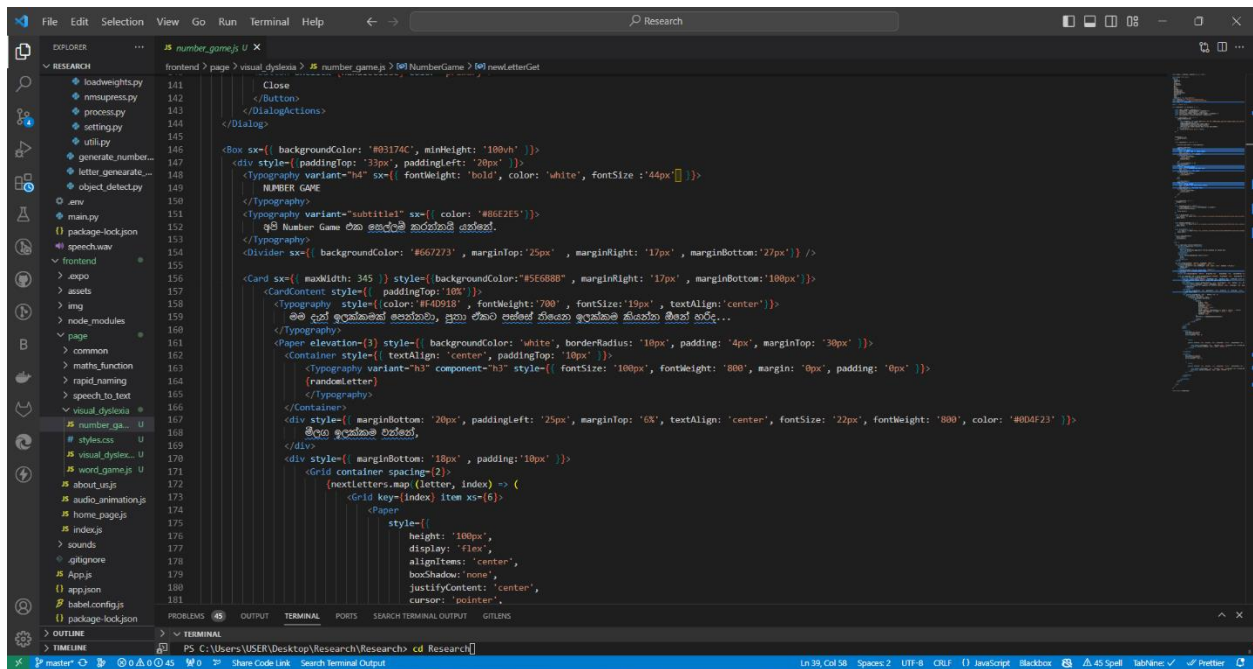 File Edit Selection View Go Run Terminal Help
Research
EXPLORER
RESEARCH
loadweights.py
nmsupress.py
process.py
setting.py
utili.py
generate_number...
letter_genearate_...
object_detect.py
.env
main.py
package-lock.json
speech.wav
frontend
.expo
assets
img
node_modules
page
common
maths_function
rapid_naming
speech_to_text
visual_dyslexia
number_ga... U
styles.css U
visual_dyslex... U
word_game.js U
about_us.js
audio_animation.js
home_page.js
index.js
sounds
.gitignore
App.js
app.json
babel.config.js
package-lock.json
OUTLINE
TIMELINE
number_game.js U
frontend > page > visual_dyslexia > number_game.js > NumberGame > newLetterGet
141 Close
142 </Button>
143 </DialogActions>
144 </Dialog>
145
146 <Box sx={{ backgroundColor: '#03174C', minHeight: '100vh' }}>
147 <div style={{paddingTop: '33px', paddingLeft: '20px' }}>
148 <Typography variant="h4" sx={{ fontWeight: 'bold', color: 'white', fontSize :'44px' }}>
149 NUMBER GAME
150 </Typography>
151 <Typography variant="subtitle1" sx={{ color: '#86E2E5'}}>
152 අපි Number Game එක සෙල්ලම් කරන්නයි යන්නේ.
153 </Typography>
154 <Divider sx={{ backgroundColor: '#667273' , marginTop:'25px' , marginRight: '17px' , marginBottom:'27px'}} />
155
156 <Card sx={{ maxWidth: 345 }} style={{backgroundColor:"#5E6B8B" , marginRight: '17px' , marginBottom:'100px'}}>
157 <CardContent style={{ paddingTop:'10%'}}>
158 <Typography style={{color:'#F4D918' , fontWeight:'700' , fontSize:'19px' , textAlign:'center'}}>
159 මම දැන් ඉලක්කමක් පෙන්නවා, පුතා ඒකට පස්සේ තියෙන ඉලක්කම කියන්න ඕනේ හරිද...
160 </Typography>
161 <Paper elevation={3} style={{ backgroundColor: 'white', borderRadius: '10px', padding: '4px', marginTop: '30px' }}>
162 <Container style={{ textAlign: 'center', paddingTop: '10px' }}>
163 <Typography variant="h3" component="h3" style={{ fontSize: '100px', fontWeight: '800', margin: '0px', padding: '0px' }}>
164 {randomLetter}
165 </Typography>
166 </Container>
167 <div style={{ marginBottom: '20px', paddingLeft: '25px', marginTop: '6%', textAlign: 'center', fontSize: '22px', fontWeight: '800', color: '#0D4F23' }}>
168 මීලග ඉලක්කම වන්නේ,
169 </div>
170 <div style={{ marginBottom: '18px' , padding:'10px' }}>
171 <Grid container spacing={2}>
172 {nextLetters.map((letter, index) => (
173 <Grid key={index} item xs={6}>
174 <Paper
175 style={{
176 height: '100px',
177 display: 'flex',
178 alignItems: 'center',
179 boxShadow:'none',
180 justifyContent: 'center',
181 cursor: 'pointer',
PROBLEMS 45 OUTPUT TERMINAL PORTS SEARCH TERMINAL OUTPUT GITLENS
TERMINAL
PS C:\Users\USER\Desktop\Research\Research> cd Research
master* 0 0 0 45 0 Share Code Link Search Terminal Output Ln 39, Col 58 Spaces: 2 UTF-8 CRLF {} JavaScript Blackbox 45 Spell TabNine: Prettier